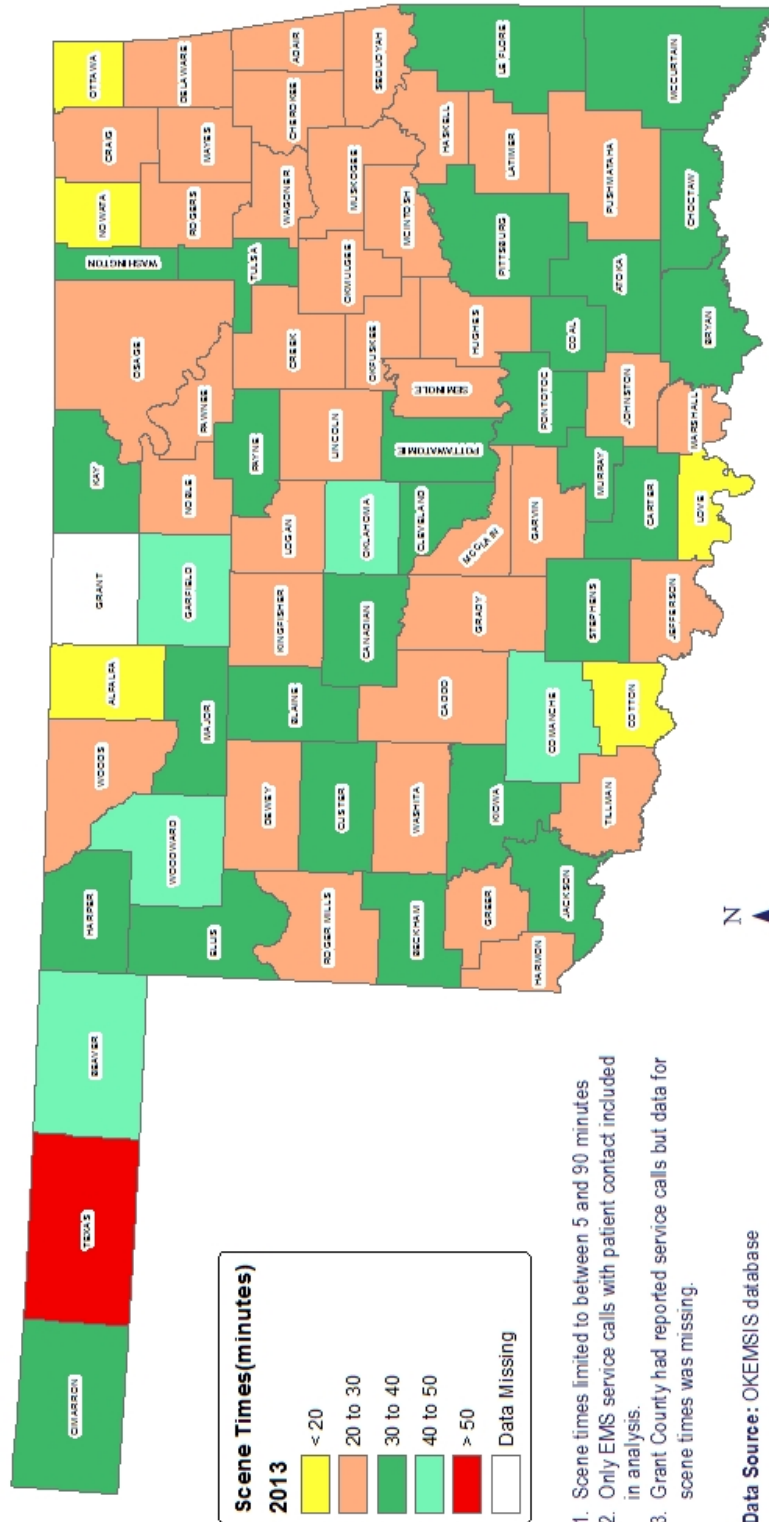 CIMARRON
TEXAS
BEAVER
HARPER
WOODS
ALFALFA
GRANT
KAY
OSAGE
WASHINGTON
NOWATA
CRAIG
OTTAWA
ELLIS
WOODWARD
MAJOR
GARFIELD
NOBLE
PAWNEE
ROGERS
MAYES
DELAWARE
TULSA
ROGER MILLS
DEWEY
BLAINE
KINGFISHER
LOGAN
PAYNE
CREEK
WAGONER
CHEROKEE
ADAIR
BECKHAM
CUSTER
CANADIAN
OKLAHOMA
LINCOLN
OKFUSKEE
OKMULGEE
MUSKOGEE
SEQUOYAH
WASHITA
CADDO
GRADY
CLEVELAND
POTTAWATOMIE
SEMINOLE
HUGHES
MCINTOSH
HASKELL
HARMON
GREER
KIOWA
MCCLAIN
GARVIN
PONTOTOC
PITTSBURG
LATIMER
LE FLORE
JACKSON
TILLMAN
COMANCHE
COTTON
STEPHENS
JEFFERSON
MURRAY
CARTER
LOVE
JOHNSTON
MARSHALL
COAL
ATOKA
BRYAN
PUSHMATAHA
CHOCTAW
MCCURTAIN
Scene Times(minutes)
2013
< 20
20 to 30
30 to 40
40 to 50
> 50
Data Missing
1. Scene times limited to between 5 and 90 minutes
2. Only EMS service calls with patient contact included
in analysis.
3. Grant County had reported service calls but data for
scene times was missing.
Data Source: OKEMSIS database
N